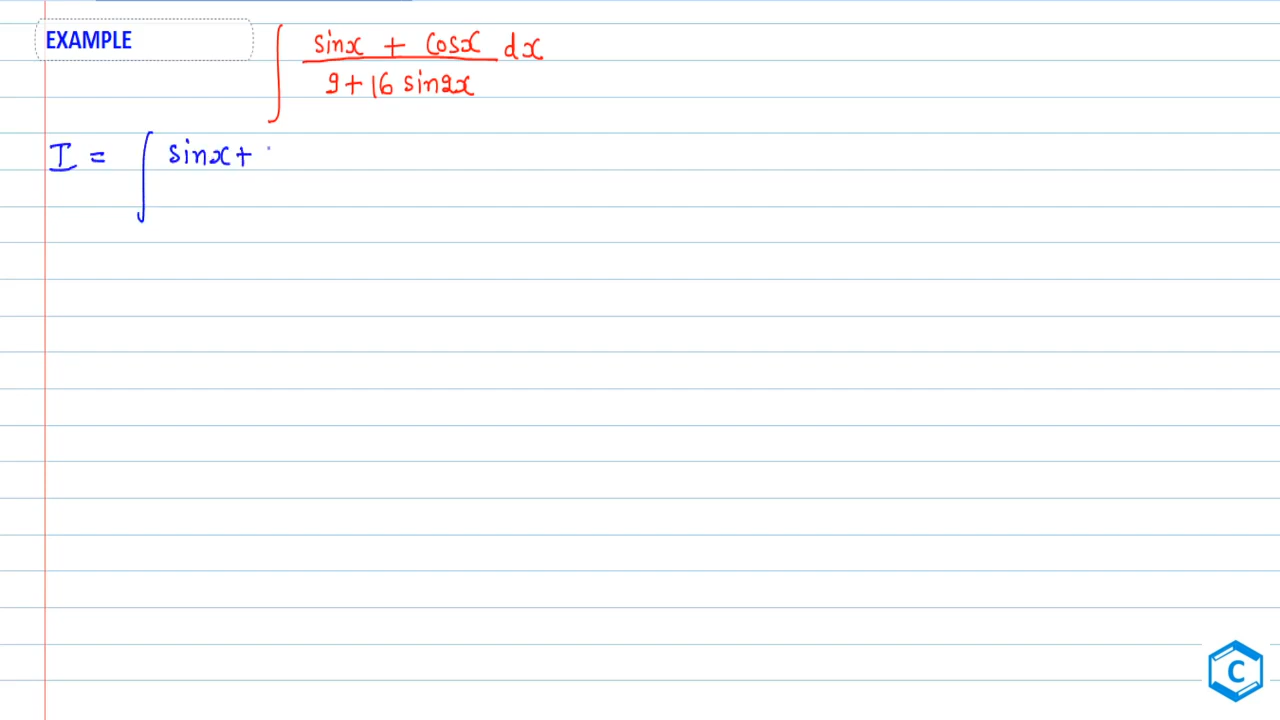 EXAMPLE
∫ sinx + cosx / 9 + 16 sin2x dx
I = ∫ sinx +
C